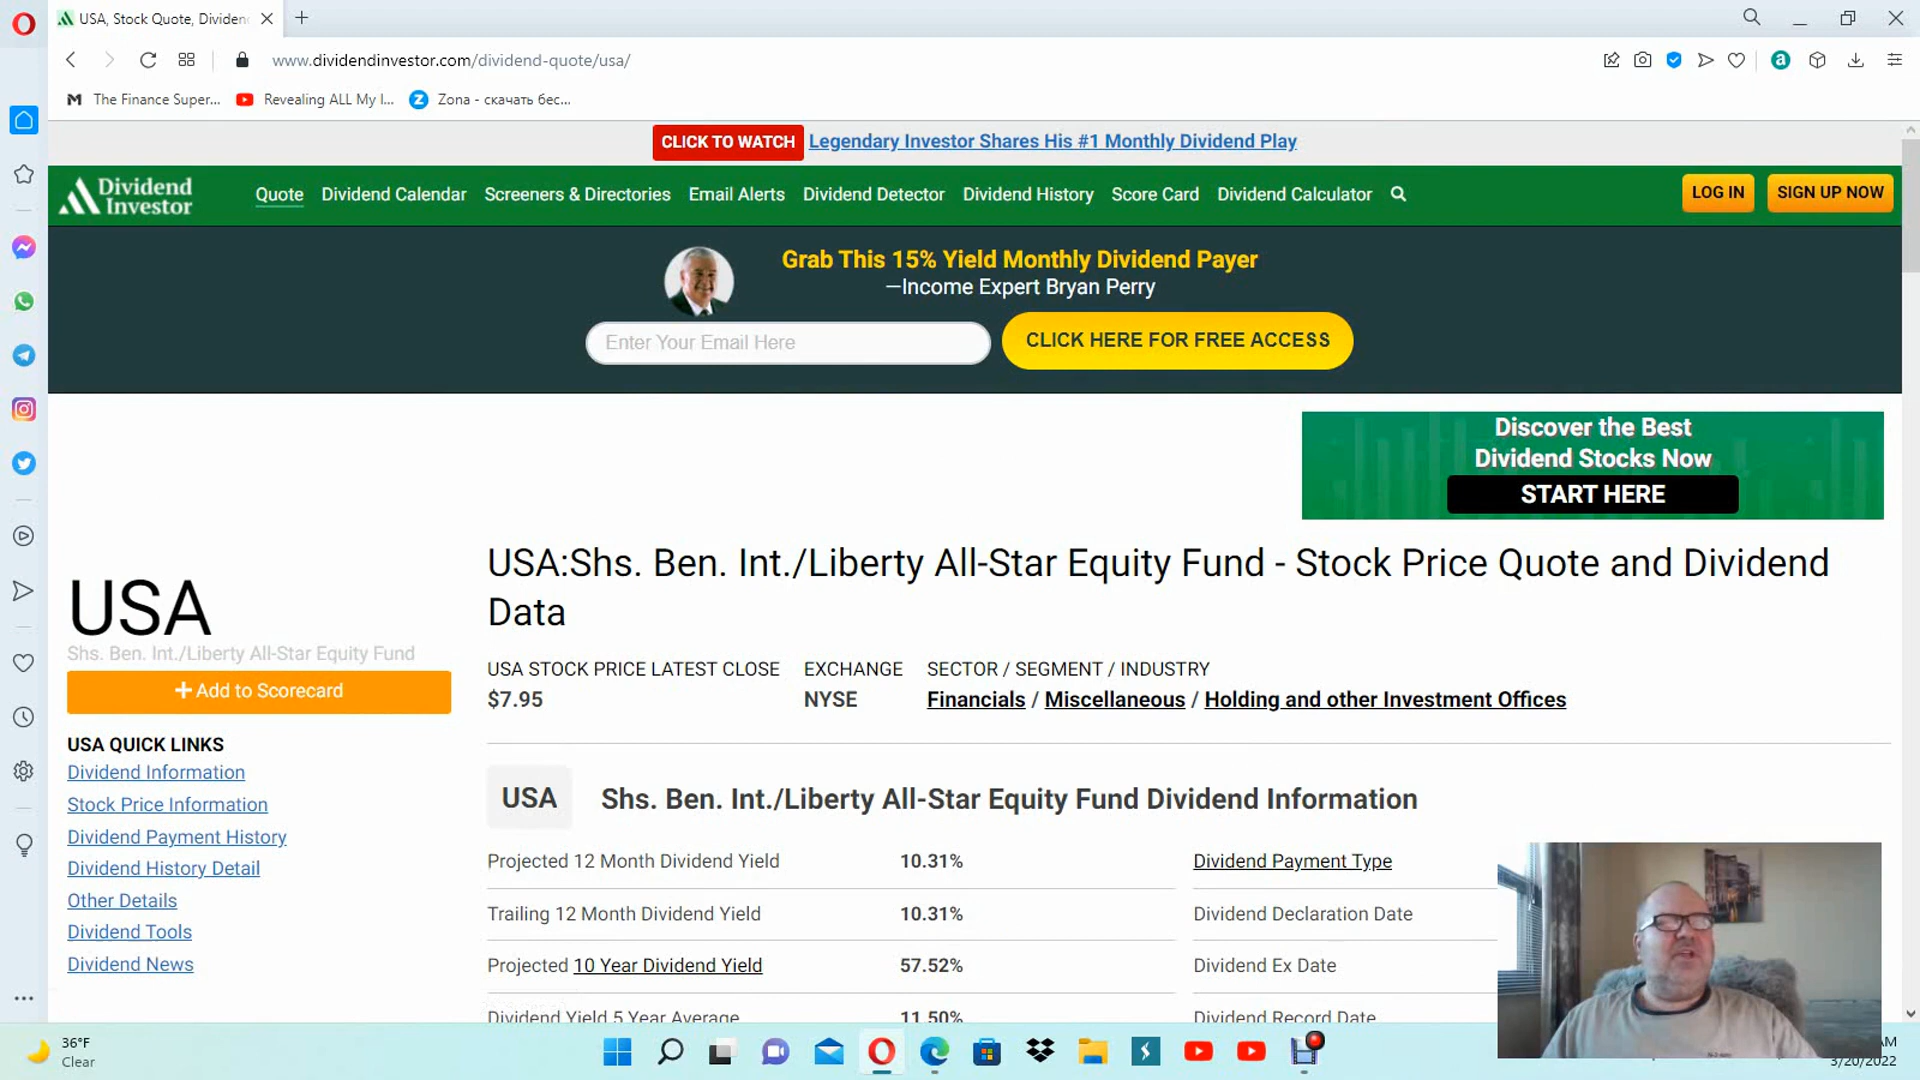 USA, Stock Quote, Dividen
www.dividendinvestor.com/dividend-quote/usa/
The Finance Super...
Revealing ALL My I...
Zona - скачать бес...
CLICK TO WATCH Legendary Investor Shares His #1 Monthly Dividend Play
Dividend
Investor
Quote Dividend Calendar Screeners & Directories Email Alerts Dividend Detector Dividend History Score Card Dividend Calculator
LOG IN
SIGN UP NOW
Grab This 15% Yield Monthly Dividend Payer
—Income Expert Bryan Perry
Enter Your Email Here
CLICK HERE FOR FREE ACCESS
Discover the Best
Dividend Stocks Now
START HERE
USA
Shs. Ben. Int./Liberty All-Star Equity Fund
+ Add to Scorecard
USA QUICK LINKS
Dividend Information
Stock Price Information
Dividend Payment History
Dividend History Detail
Other Details
Dividend Tools
Dividend News
USA:Shs. Ben. Int./Liberty All-Star Equity Fund - Stock Price Quote and Dividend
Data
USA STOCK PRICE LATEST CLOSE EXCHANGE SECTOR / SEGMENT / INDUSTRY
$7.95 NYSE Financials / Miscellaneous / Holding and other Investment Offices
USA Shs. Ben. Int./Liberty All-Star Equity Fund Dividend Information
Projected 12 Month Dividend Yield 10.31% Dividend Payment Type
Trailing 12 Month Dividend Yield 10.31% Dividend Declaration Date
Projected 10 Year Dividend Yield 57.52% Dividend Ex Date
Dividend Yield 5 Year Average 11.50% Dividend Record Date
36°F
Clear
AM
3/20/2022